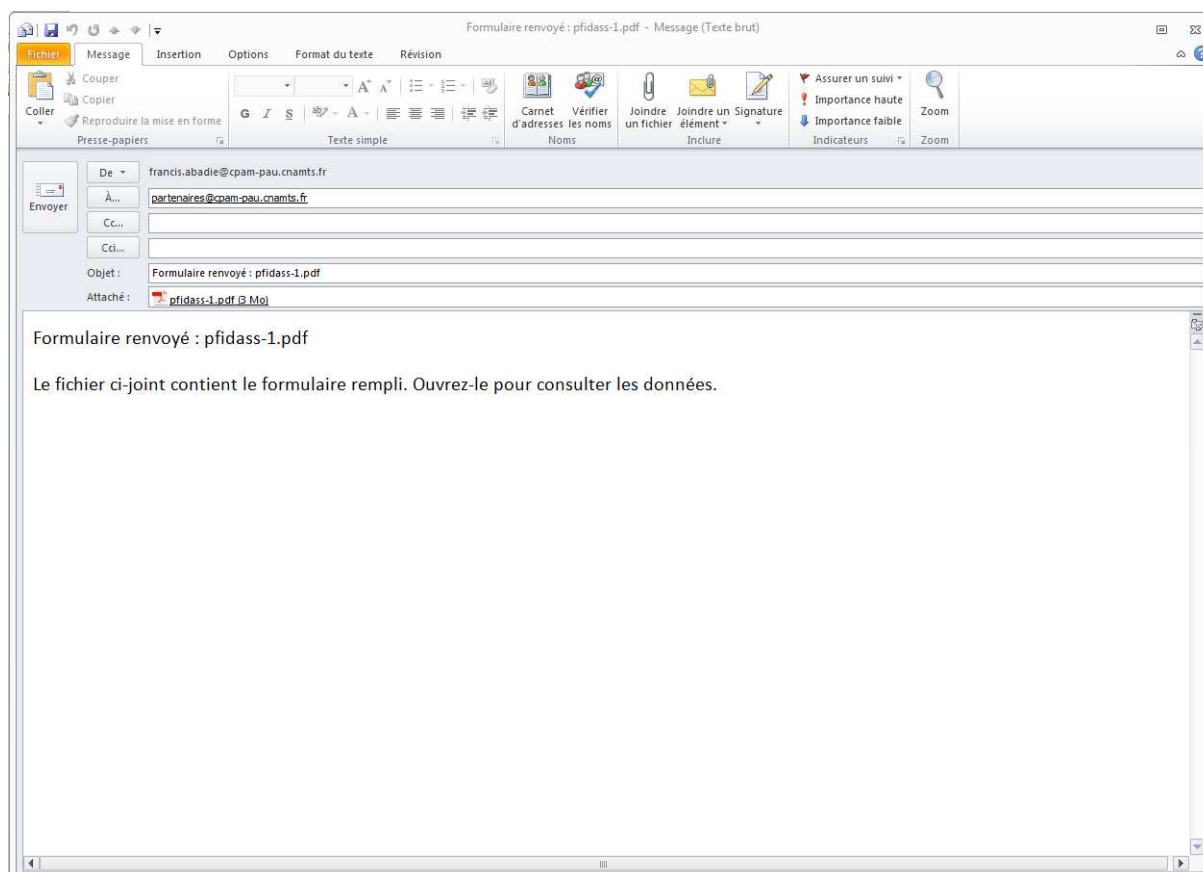 Formulaire renvoyé : pfidass-1.pdf - Message (Texte brut)
Fichier Message Insertion Options Format du texte Révision
Coller
Couper
Copier
Reproduire la mise en forme
Presse-papiers
G I S
Texte simple
Carnet d'adresses
Vérifier les noms
Noms
Joindre un fichier
Joindre un élément
Signature
Inclure
Assurer un suivi
Importance haute
Importance faible
Indicateurs
Zoom
Zoom
Envoyer
De francis.abadie@cpam-pau.cnamts.fr
À... partenaires@cpam-pau.cnamts.fr
Cc...
Cci...
Objet : Formulaire renvoyé : pfidass-1.pdf
Attaché : pfidass-1.pdf (3 Mo)
Formulaire renvoyé : pfidass-1.pdf
Le fichier ci-joint contient le formulaire rempli. Ouvrez-le pour consulter les données.